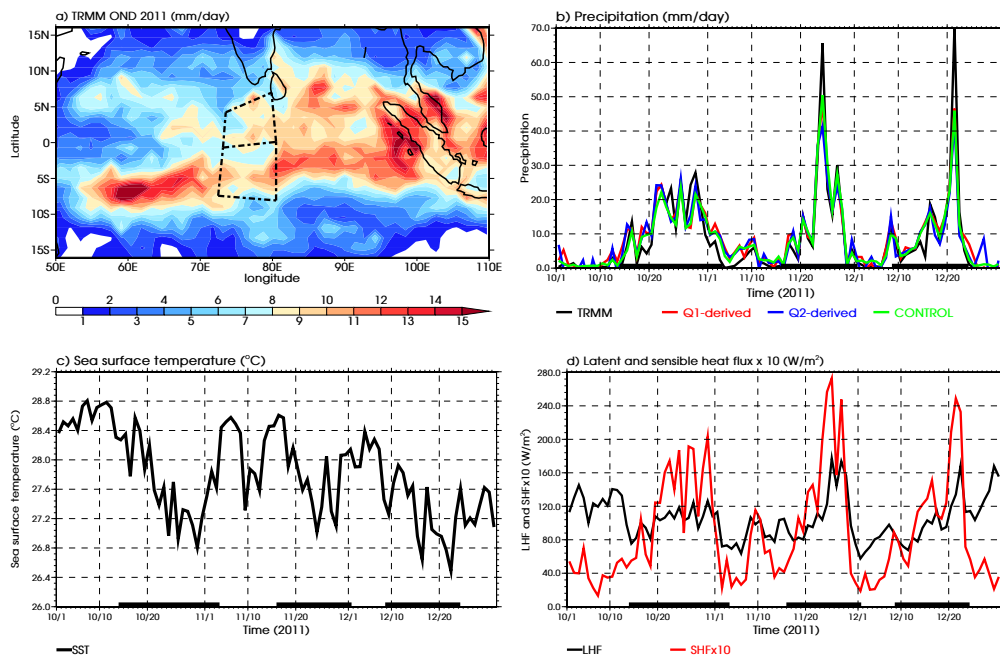 a) TRMM OND 2011 (mm/day)
15N
10N
5N
0
5S
10S
15S
Latitude
50E 60E 70E 80E 90E 100E 110E
longitude
0 2 4 6 8 10 12 14
1 3 5 7 9 11 13 15
b) Precipitation (mm/day)
70.0
60.0
50.0
40.0
30.0
20.0
10.0
0.0
Precipitation
10/1 10/10 10/20 11/1 11/10 11/20 12/1 12/10 12/20
Time (2011)
TRMM Q1-derived Q2-derived CONTROL
c) Sea surface temperature (°C)
29.2
28.8
28.4
28.0
27.6
27.2
26.8
26.4
26.0
Sea surface temperature (°C)
10/1 10/10 10/20 11/1 11/10 11/20 12/1 12/10 12/20
Time (2011)
SST
d) Latent and sensible heat flux x 10 (W/m²)
280.0
240.0
200.0
160.0
120.0
80.0
40.0
0.0
LHF and SHFx10 (W/m²)
10/1 10/10 10/20 11/1 11/10 11/20 12/1 12/10 12/20
Time (2011)
LHF SHFx10